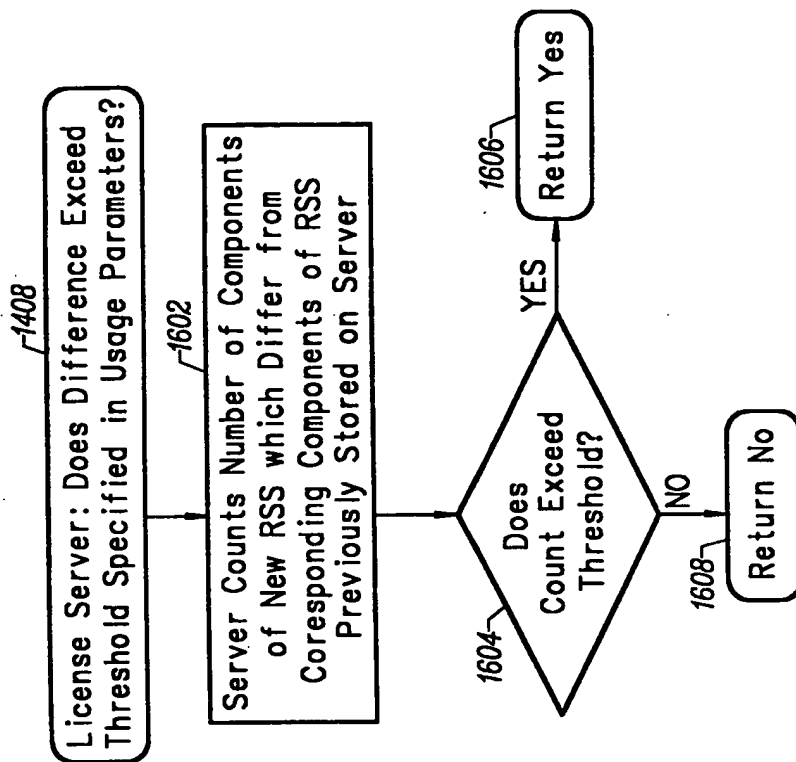 1408
License Server: Does Difference Exceed
Threshold Specified in Usage Parameters?
1602
Server Counts Number of Components
of New RSS which Differ from
Coresponding Components of RSS
Previously Stored on Server
1604
Does
Count Exceed
Threshold?
YES
1606
Return Yes
NO
1608
Return No